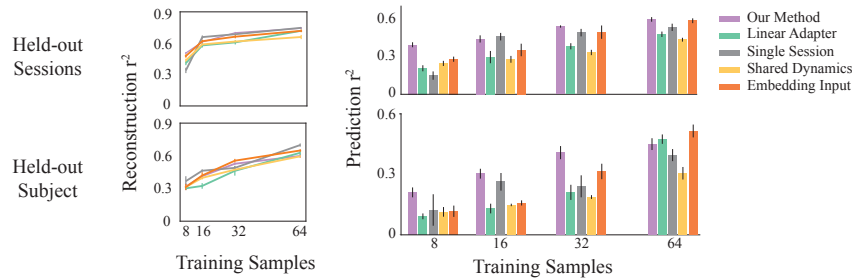 Held-out
Sessions
Held-out
Subject
Reconstruction r²
0.9
0.6
0.3
0
0.9
0.6
0.3
0
8 16 32 64
Training Samples
Prediction r²
0.6
0.3
0
0.6
0.3
0
8 16 32 64
Training Samples
Our Method
Linear Adapter
Single Session
Shared Dynamics
Embedding Input